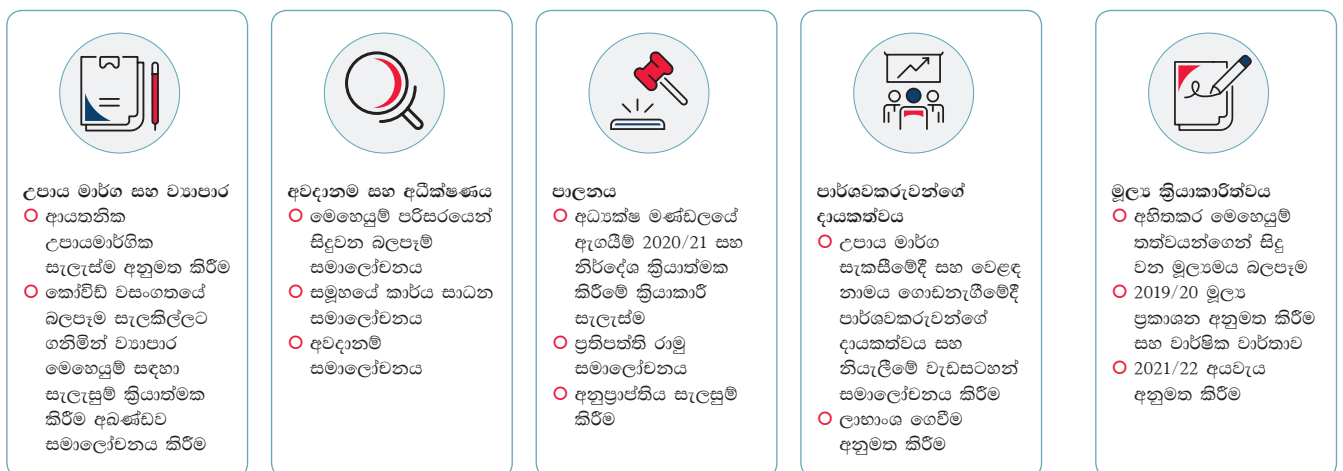 උපාය මාර්ග සහ ව්‍යාපාර
ආයතනික
උපායමාර්ගික
සැලැස්ම අනුමත කිරීම
කෝවිඩ් වසංගතයේ
බලපෑම සැලකිල්ලට
ගනිමින් ව්‍යාපාර
මෙහෙයුම් සඳහා
සැලැසුම් ක්‍රියාත්මක
කිරීම අඛණ්ඩව
සමාලෝචනය කිරීම
අවදානම සහ අධීක්ෂණය
මෙහෙයුම් පරිසරයෙන්
සිදුවන බලපෑම්
සමාලෝචනය
සමූහයේ කාර්ය සාධන
සමාලෝචනය
අවදානම්
සමාලෝචනය
පාලනය
අධ්‍යක්ෂ මණ්ඩලයේ
ඇගයීම් 2020/21 සහ
නිර්දේශ ක්‍රියාත්මක
කිරීමේ ක්‍රියාකාරී
සැලැස්ම
ප්‍රතිපත්ති රාමු
සමාලෝචනය
අනුප්‍රාප්තිය සැලසුම්
කිරීම
පාර්ශවකරුවන්ගේ
දායකත්වය
උපාය මාර්ග
සැකසීමේදී සහ වෙළඳ
නාමය ගොඩනැගීමේදී
පාර්ශවකරුවන්ගේ
දායකත්වය සහ
නියැලීමේ වැඩසටහන්
සමාලෝචනය කිරීම
ලාභාංශ ගෙවීම
අනුමත කිරීම
මූල්‍ය ක්‍රියාකාරිත්වය
අහිතකර මෙහෙයුම්
තත්වයන්ගෙන් සිදු
වන මූල්‍යමය බලපෑම
2019/20 මූල්‍ය
ප්‍රකාශන අනුමත කිරීම
සහ වාර්ෂික වාර්තාව
2021/22 අයවැය
අනුමත කිරීම